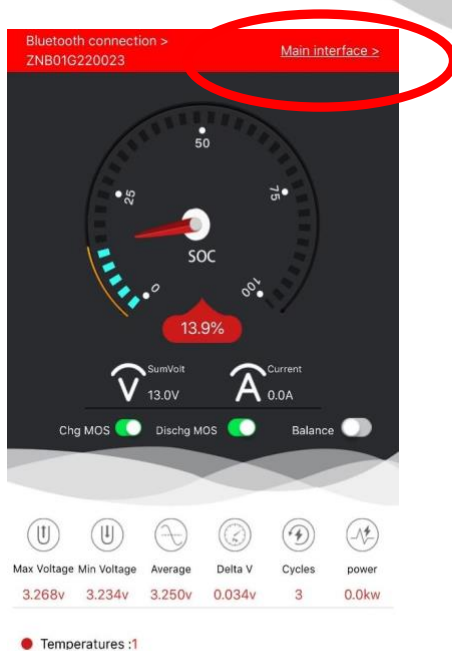 Bluetooth connection >
ZNB01G220023
Main interface >
50
25
75
0
100
SOC
13.9%
SumVolt
V 13.0V
Current
A 0.0A
Chg MOS
Dischg MOS
Balance
Max Voltage Min Voltage Average Delta V Cycles power
3.268v 3.234v 3.250v 0.034v 3 0.0kw
Temperatures :1